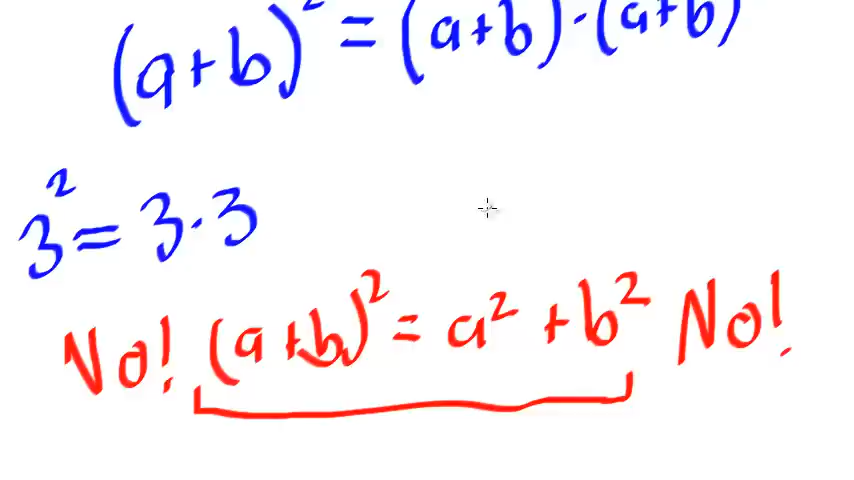 (a+b)² = (a+b)·(a+b)
3² = 3·3
No! (a+b)² = a² + b² No!